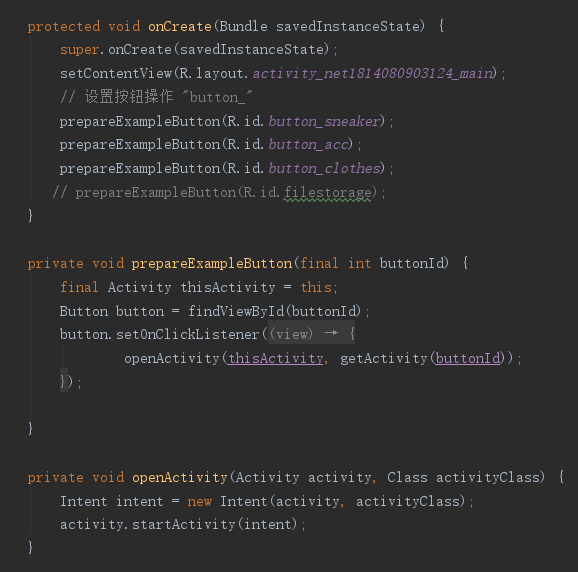 protected void onCreate(Bundle savedInstanceState) {
super.onCreate(savedInstanceState);
setContentView(R.layout.activity_net1814080903124_main);
// 设置按钮操作 "button_"
prepareExampleButton(R.id.button_sneaker);
prepareExampleButton(R.id.button_acc);
prepareExampleButton(R.id.button_clothes);
// prepareExampleButton(R.id.filestorage);
}
private void prepareExampleButton(final int buttonId) {
final Activity thisActivity = this;
Button button = findViewById(buttonId);
button.setOnClickListener((view) → {
openActivity(thisActivity, getActivity(buttonId));
});
}
private void openActivity(Activity activity, Class activityClass) {
Intent intent = new Intent(activity, activityClass);
activity.startActivity(intent);
}